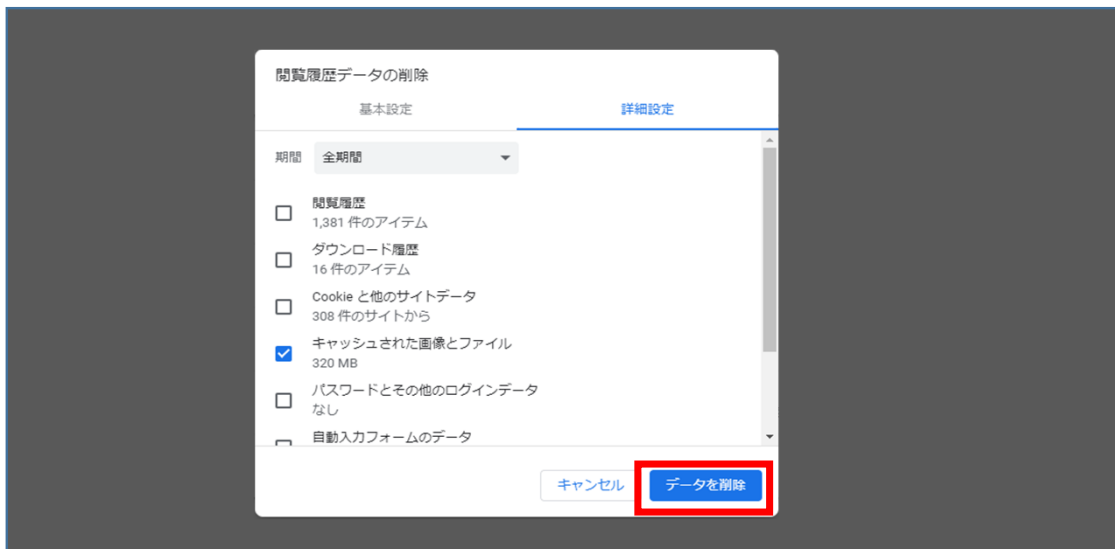 閲覧履歴データの削除
基本設定 詳細設定
期間 全期間
閲覧履歴
1,381 件のアイテム
ダウンロード履歴
16 件のアイテム
Cookie と他のサイトデータ
308 件のサイトから
キャッシュされた画像とファイル
320 MB
パスワードとその他のログインデータ
なし
自動入力フォームのデータ
キャンセル データを削除